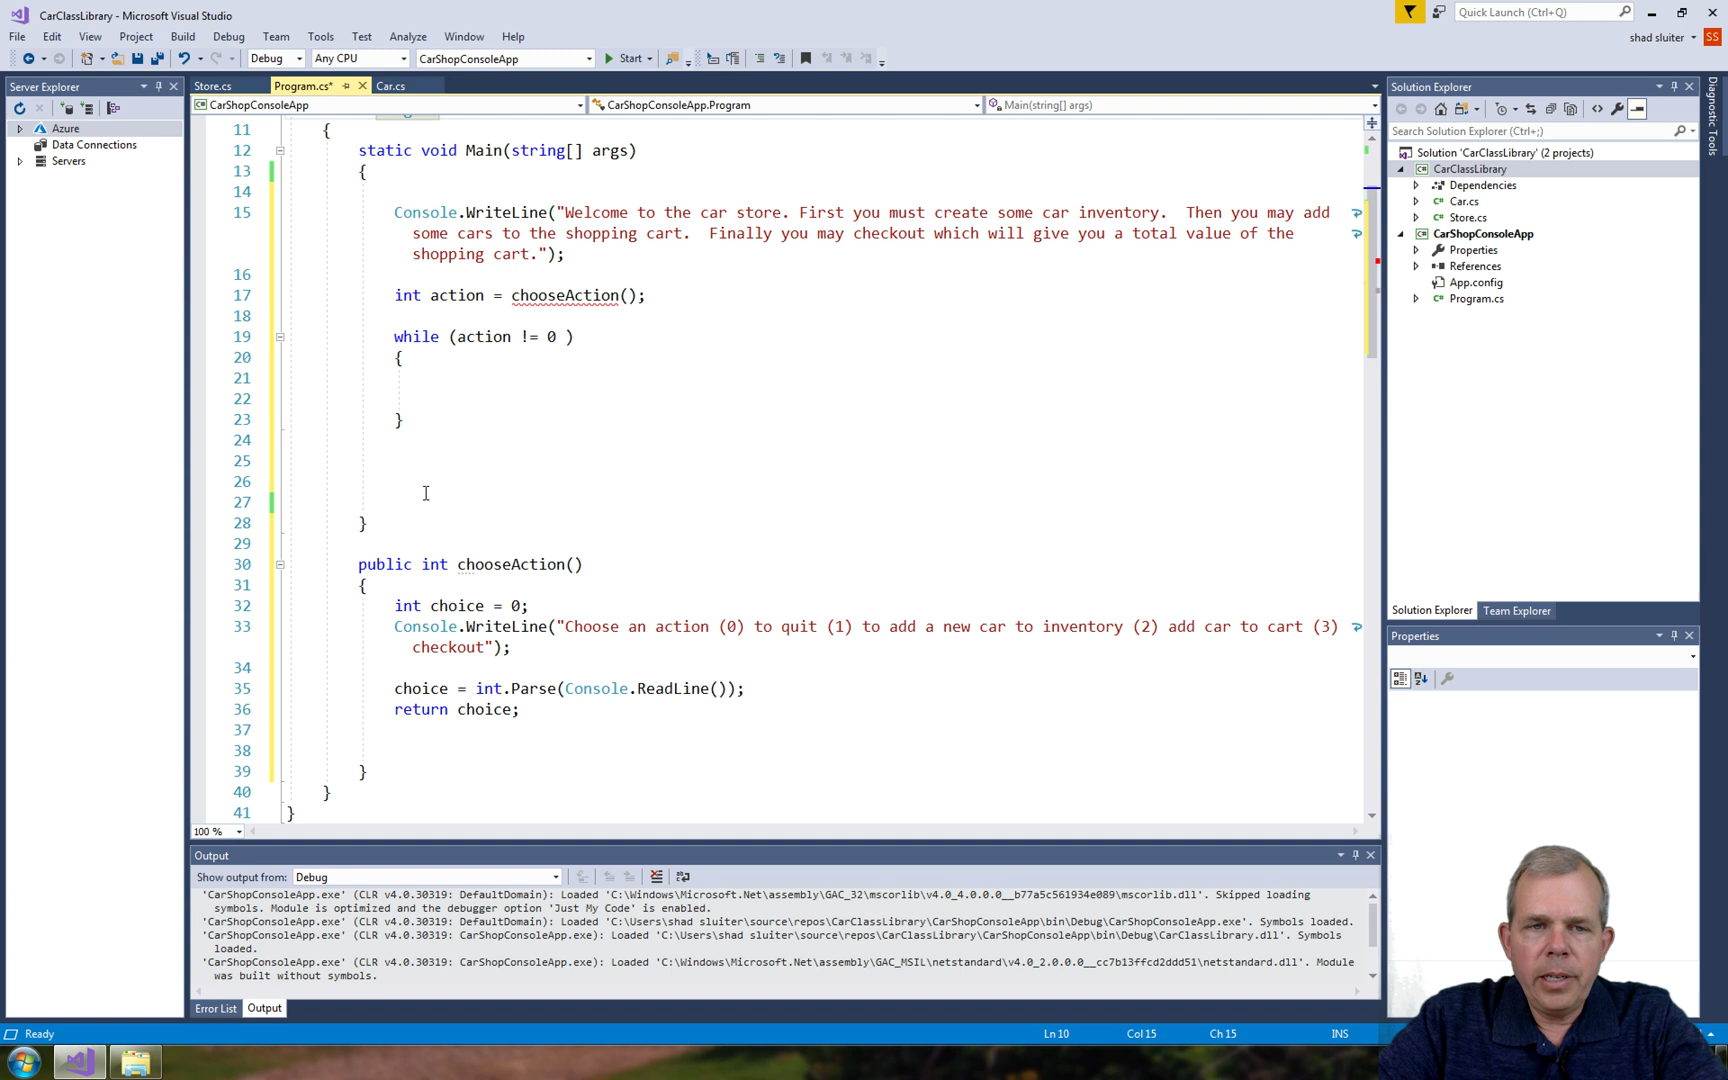 CarClassLibrary - Microsoft Visual Studio
Quick Launch (Ctrl+Q)
File Edit View Project Build Debug Team Tools Test Analyze Window Help
shad sluiter SS
Debug Any CPU CarShopConsoleApp Start
Server Explorer
Azure
Data Connections
Servers
Store.cs Program.cs* Car.cs
CarShopConsoleApp CarShopConsoleApp.Program Main(string[] args)
11 {
12 static void Main(string[] args)
13 {
14
15 Console.WriteLine("Welcome to the car store. First you must create some car inventory.  Then you may add
some cars to the shopping cart.  Finally you may checkout which will give you a total value of the
shopping cart.");
16
17 int action = chooseAction();
18
19 while (action != 0 )
20 {
21
22
23 }
24
25
26
27
28 }
29
30 public int chooseAction()
31 {
32 int choice = 0;
33 Console.WriteLine("Choose an action (0) to quit (1) to add a new car to inventory (2) add car to cart (3)
checkout");
34
35 choice = int.Parse(Console.ReadLine());
36 return choice;
37
38
39 }
40 }
41 }
100 %
Output
Show output from: Debug
'CarShopConsoleApp.exe' (CLR v4.0.30319: DefaultDomain): Loaded 'C:\Windows\Microsoft.Net\assembly\GAC_32\mscorlib\v4.0_4.0.0.0__b77a5c561934e089\mscorlib.dll'. Skipped loading
symbols. Module is optimized and the debugger option 'Just My Code' is enabled.
'CarShopConsoleApp.exe' (CLR v4.0.30319: DefaultDomain): Loaded 'C:\Users\shad sluiter\source\repos\CarClassLibrary\CarShopConsoleApp\bin\Debug\CarShopConsoleApp.exe'. Symbols loaded.
'CarShopConsoleApp.exe' (CLR v4.0.30319: CarShopConsoleApp.exe): Loaded 'C:\Users\shad sluiter\source\repos\CarClassLibrary\CarShopConsoleApp\bin\Debug\CarClassLibrary.dll'. Symbols
loaded.
'CarShopConsoleApp.exe' (CLR v4.0.30319: CarShopConsoleApp.exe): Loaded 'C:\Windows\Microsoft.Net\assembly\GAC_MSIL\netstandard\v4.0_2.0.0.0__cc7b13ffcd2ddd51\netstandard.dll'. Module
was built without symbols.
Error List Output
Ready Ln 10 Col 15 Ch 15 INS
Solution Explorer
Search Solution Explorer (Ctrl+;)
Solution 'CarClassLibrary' (2 projects)
CarClassLibrary
Dependencies
Car.cs
Store.cs
CarShopConsoleApp
Properties
References
App.config
Program.cs
Solution Explorer Team Explorer
Properties
Diagnostic Tools